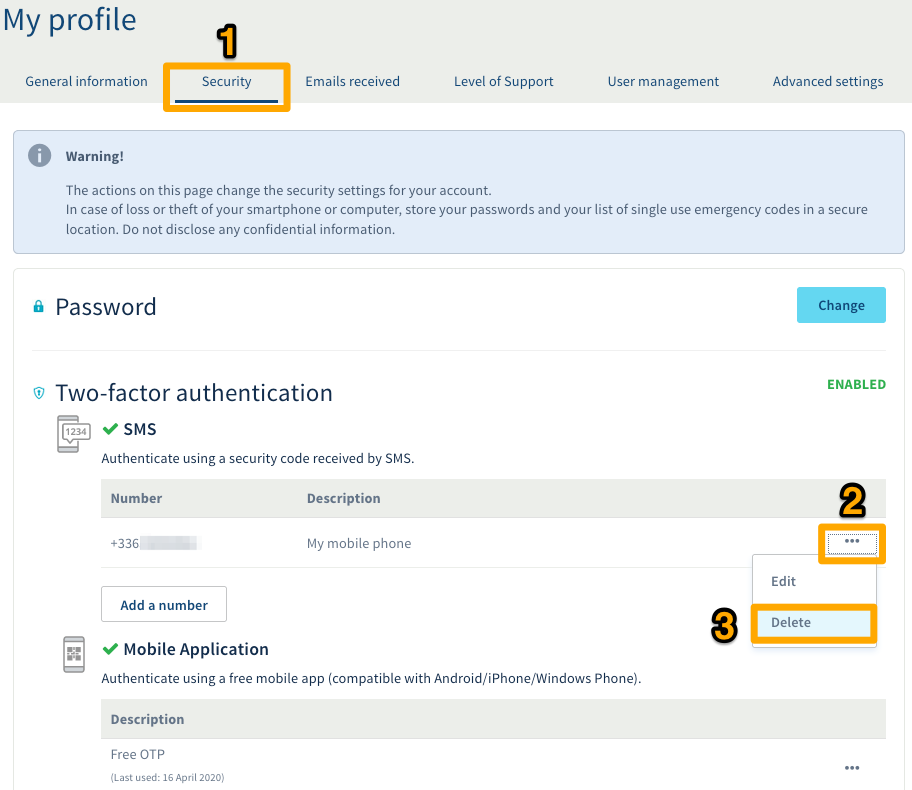 My profile
1
General information Security Emails received Level of Support User management Advanced settings
i Warning!
The actions on this page change the security settings for your account.
In case of loss or theft of your smartphone or computer, store your passwords and your list of single use emergency codes in a secure
location. Do not disclose any confidential information.
Password Change
Two-factor authentication ENABLED
1234 SMS
Authenticate using a security code received by SMS.
Number Description
2
+336 My mobile phone ...
Edit
Add a number
3 Delete
Mobile Application
Authenticate using a free mobile app (compatible with Android/iPhone/Windows Phone).
Description
Free OTP
(Last used: 16 April 2020) ...